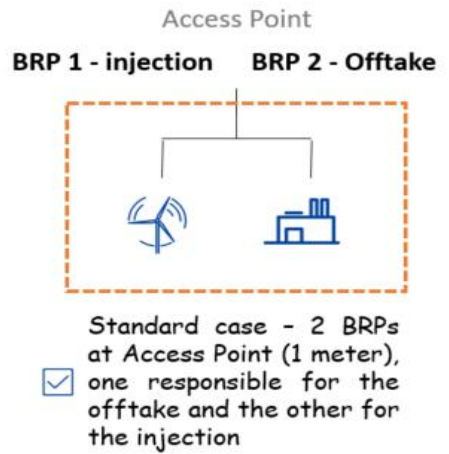 Access Point
BRP 1 - injection BRP 2 - Offtake
Standard case - 2 BRPs
at Access Point (1 meter),
one responsible for the
offtake and the other for
the injection